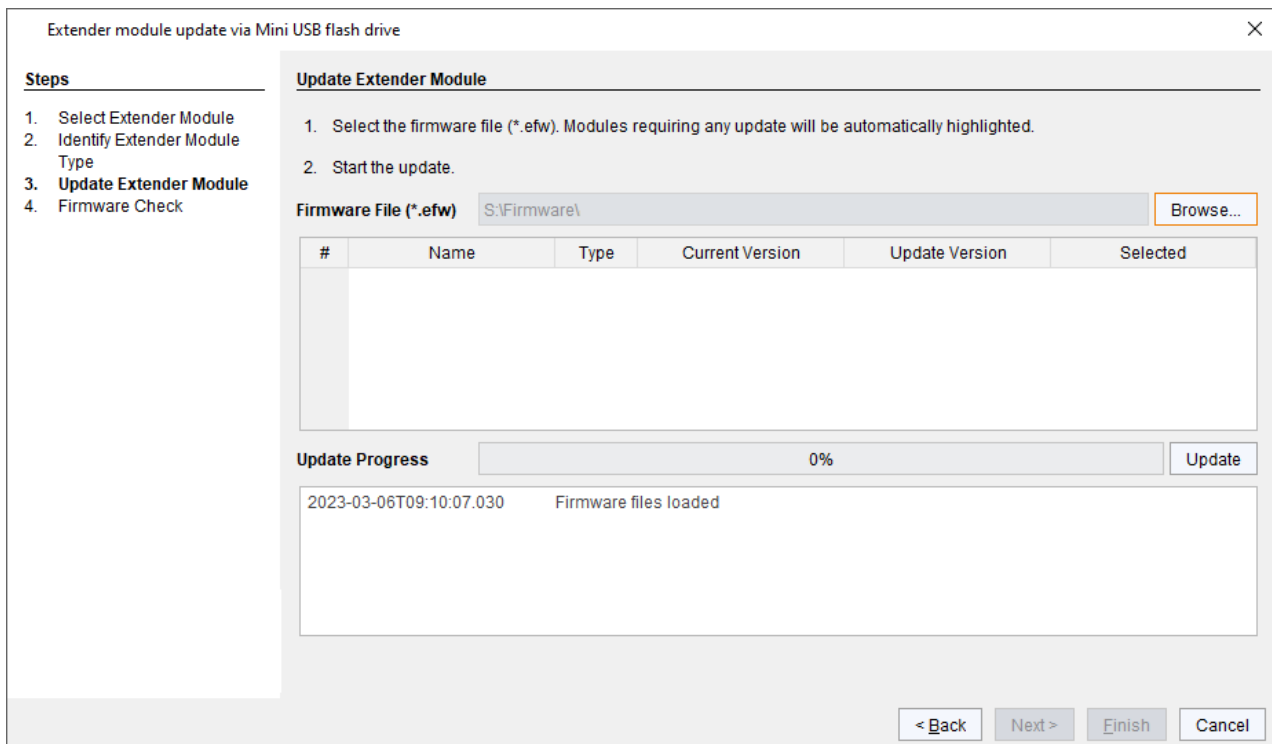 Extender module update via Mini USB flash drive
Steps
1. Select Extender Module
2. Identify Extender Module
Type
3. Update Extender Module
4. Firmware Check
Update Extender Module
1. Select the firmware file (*.efw). Modules requiring any update will be automatically highlighted.
2. Start the update.
Firmware File (*.efw) S:\Firmware\ Browse...
# Name Type Current Version Update Version Selected
Update Progress 0% Update
2023-03-06T09:10:07.030 Firmware files loaded
< Back Next > Finish Cancel